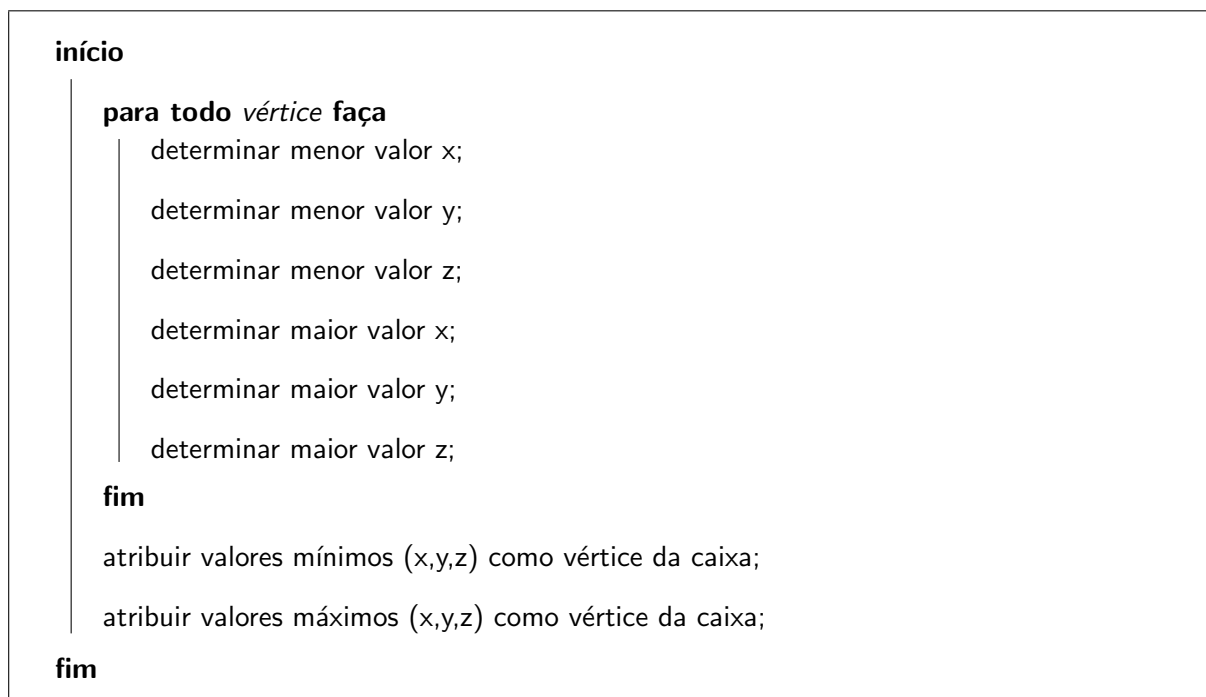 início
para todo vértice faça
determinar menor valor x;
determinar menor valor y;
determinar menor valor z;
determinar maior valor x;
determinar maior valor y;
determinar maior valor z;
fim
atribuir valores mínimos (x,y,z) como vértice da caixa;
atribuir valores máximos (x,y,z) como vértice da caixa;
fim